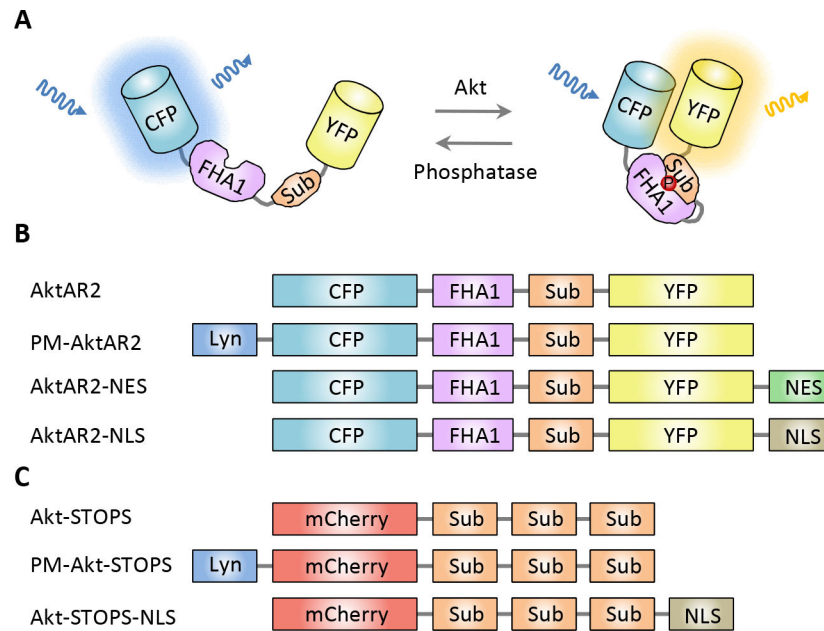 A
CFP
FHA1
Sub
YFP
Akt
Phosphatase
CFP
YFP
FHA1
Sub
P
B
AktAR2 CFP FHA1 Sub YFP
PM-AktAR2 Lyn CFP FHA1 Sub YFP
AktAR2-NES CFP FHA1 Sub YFP NES
AktAR2-NLS CFP FHA1 Sub YFP NLS
C
Akt-STOPS mCherry Sub Sub Sub
PM-Akt-STOPS Lyn mCherry Sub Sub Sub
Akt-STOPS-NLS mCherry Sub Sub Sub NLS